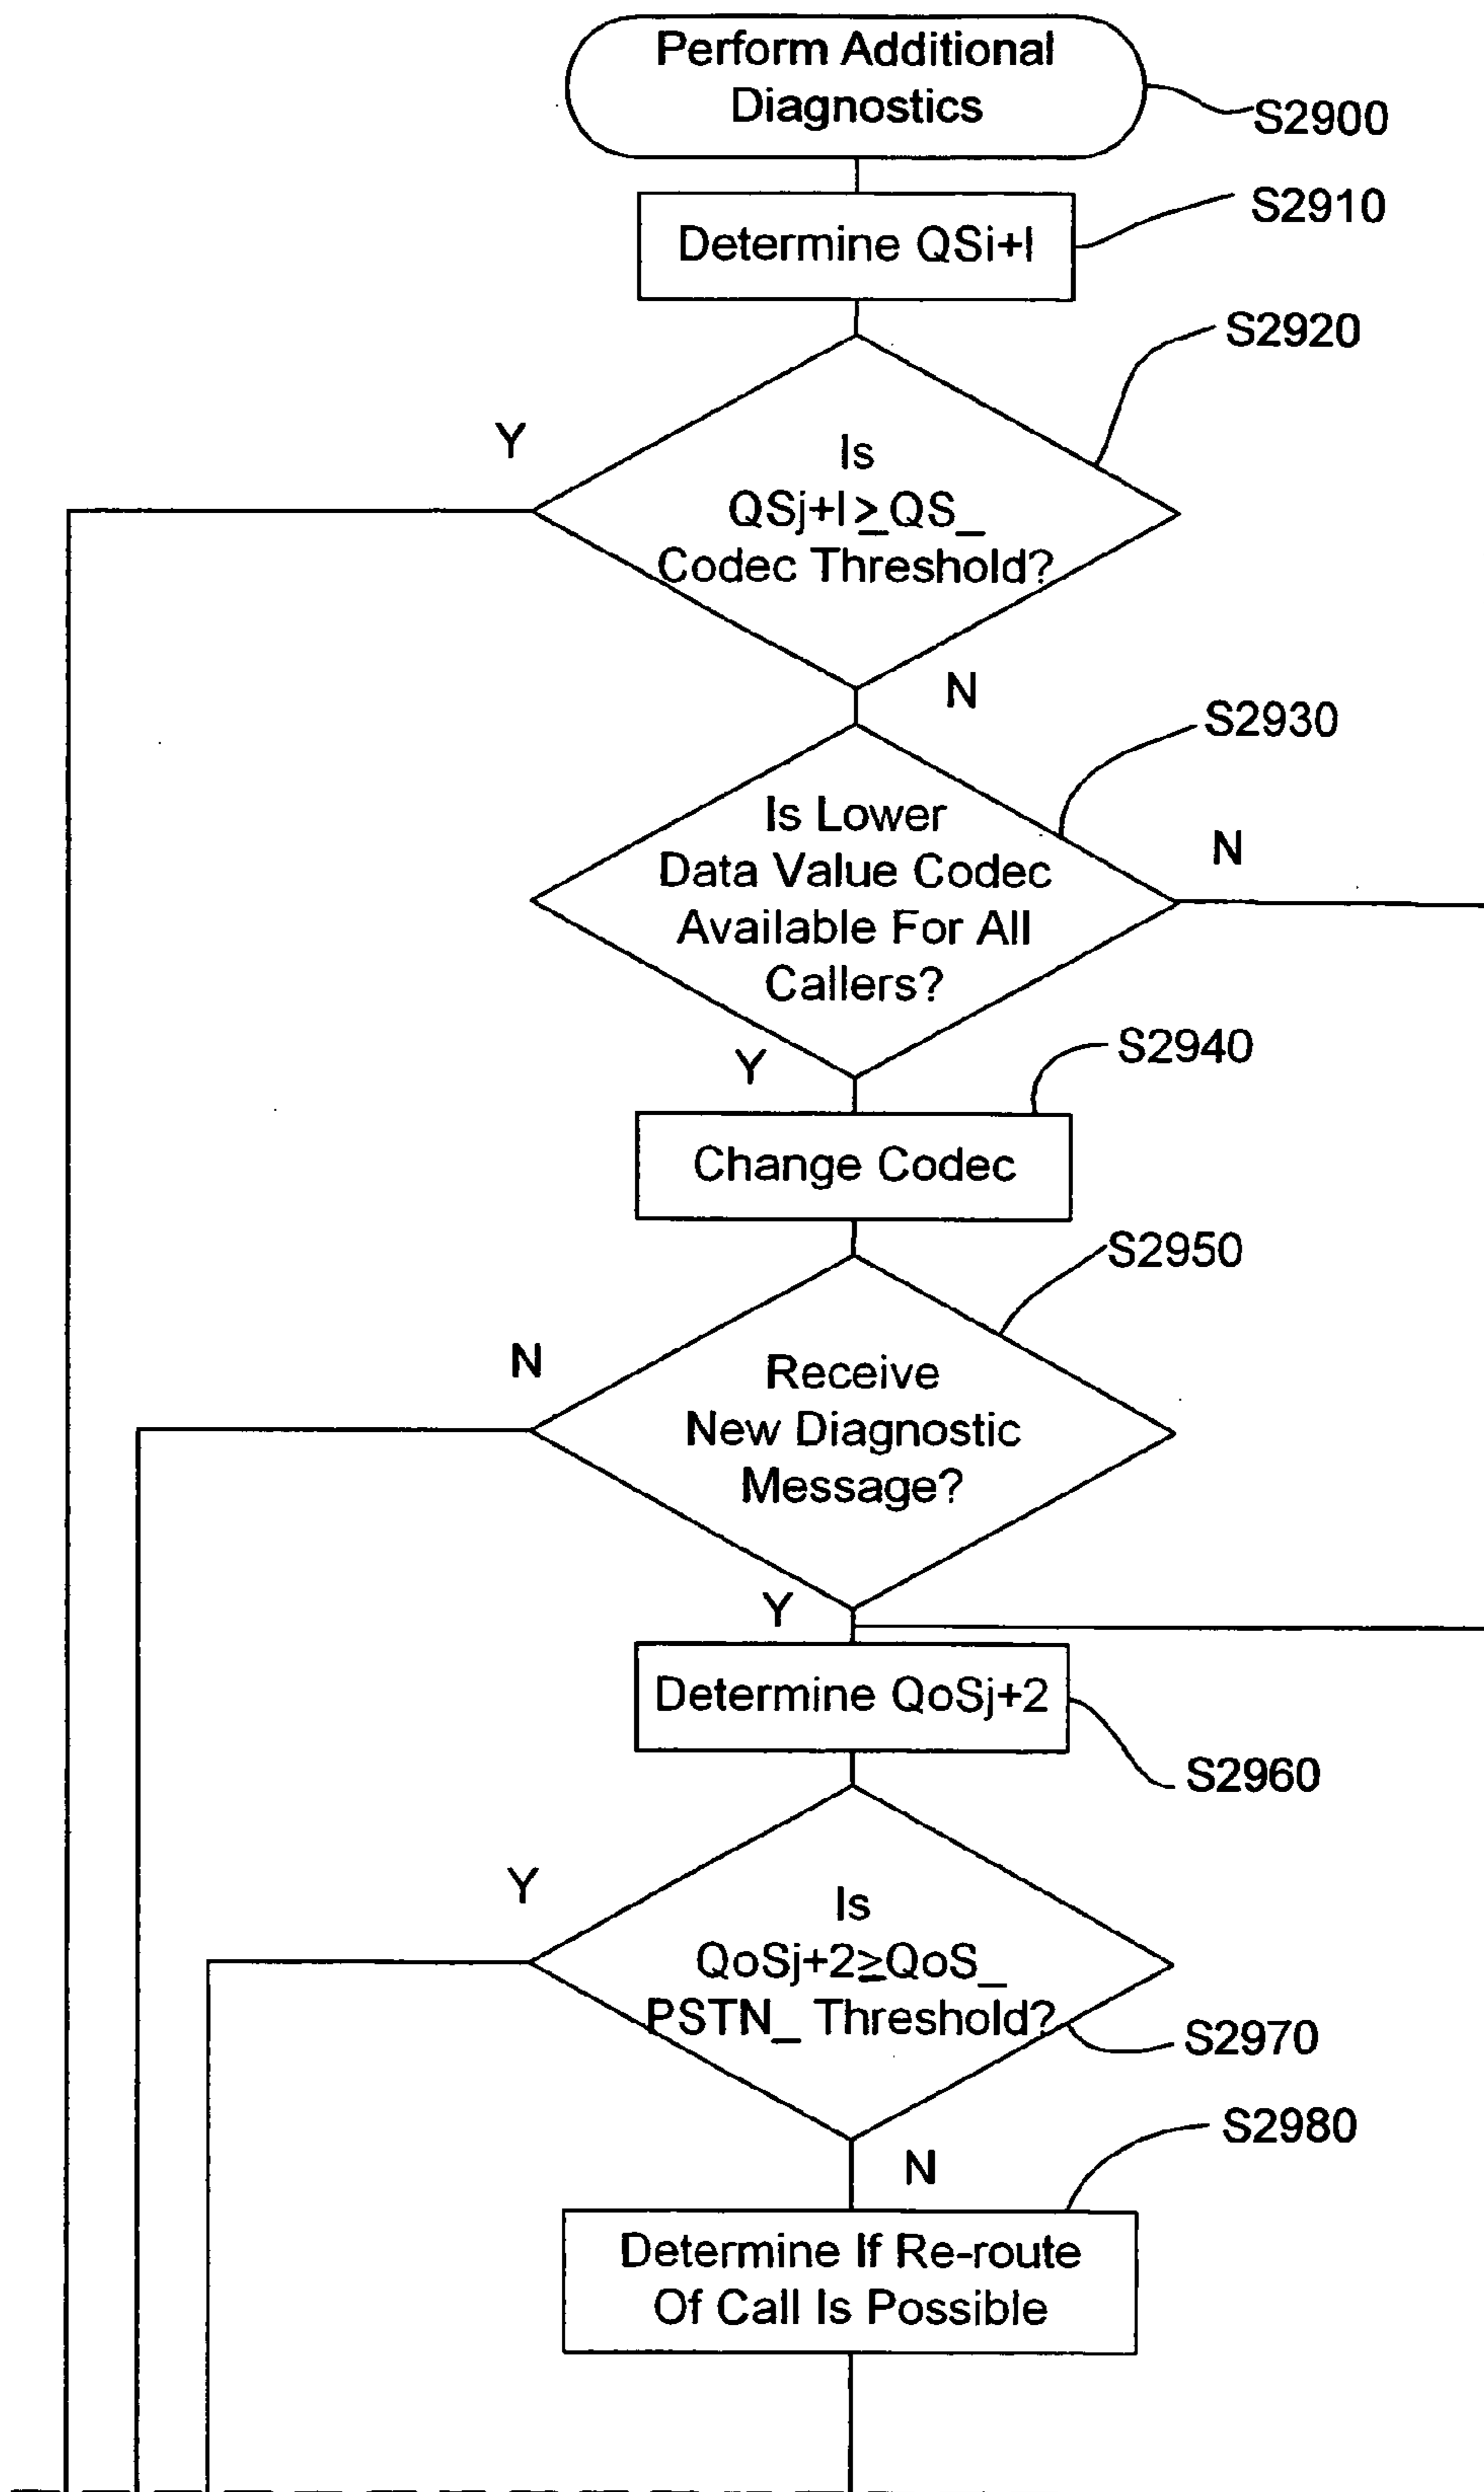 Perform Additional
Diagnostics
S2900
Determine QSi+I
S2910
S2920
Y
Is
QSj+I≥QS_
Codec Threshold?
N
S2930
Is Lower
Data Value Codec
Available For All
Callers?
N
Y
S2940
Change Codec
S2950
N
Receive
New Diagnostic
Message?
Y
Determine QoSj+2
S2960
Y
Is
QoSj+2≥QoS_
PSTN_ Threshold?
S2970
N
S2980
Determine If Re-route
Of Call Is Possible